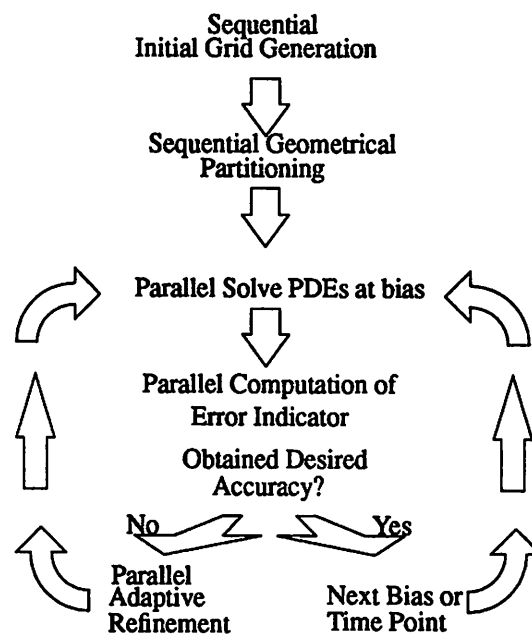 Sequential
Initial Grid Generation
Sequential Geometrical
Partitioning
Parallel Solve PDEs at bias
Parallel Computation of
Error Indicator
Obtained Desired
Accuracy?
No
Yes
Parallel
Adaptive
Refinement
Next Bias or
Time Point